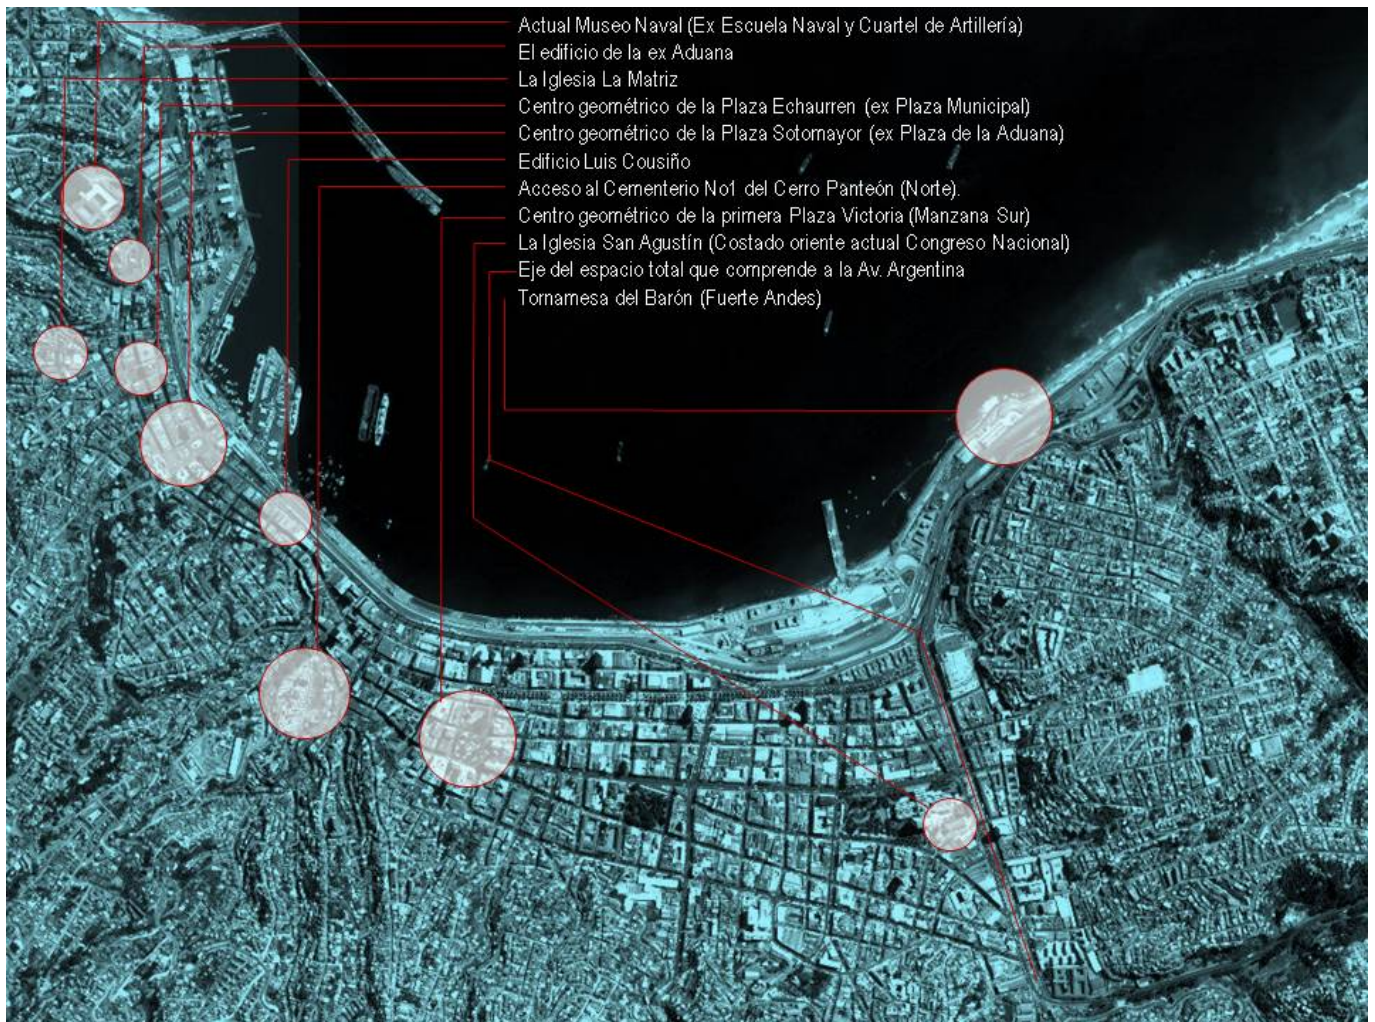 Actual Museo Naval (Ex Escuela Naval y Cuartel de Artillería)
El edificio de la ex Aduana
La Iglesia La Matriz
Centro geométrico de la Plaza Echaurren (ex Plaza Municipal)
Centro geométrico de la Plaza Sotomayor (ex Plaza de la Aduana)
Edificio Luis Cousiño
Acceso al Cementerio No1 del Cerro Panteón (Norte).
Centro geométrico de la primera Plaza Victoria (Manzana Sur)
La Iglesia San Agustín (Costado oriente actual Congreso Nacional)
Eje del espacio total que comprende a la Av. Argentina
Tornamesa del Barón (Fuerte Andes)